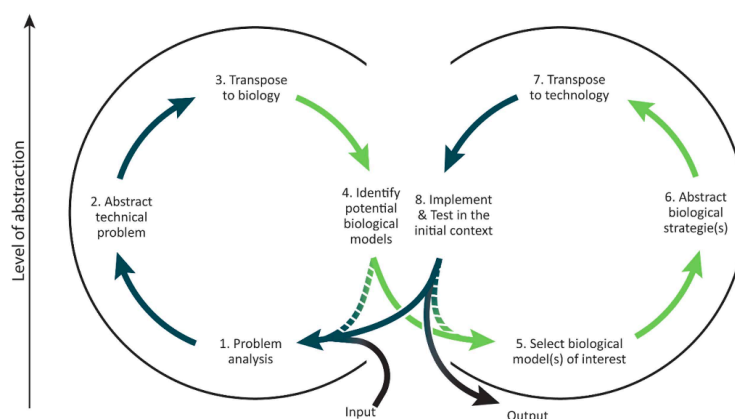 Level of abstraction
1. Problem
analysis
2. Abstract
technical
problem
3. Transpose
to biology
4. Identify
potential
biological
models
5. Select biological
model(s) of interest
6. Abstract
biological
strategie(s)
7. Transpose
to technology
8. Implement
& Test in the
initial context
Input
Output